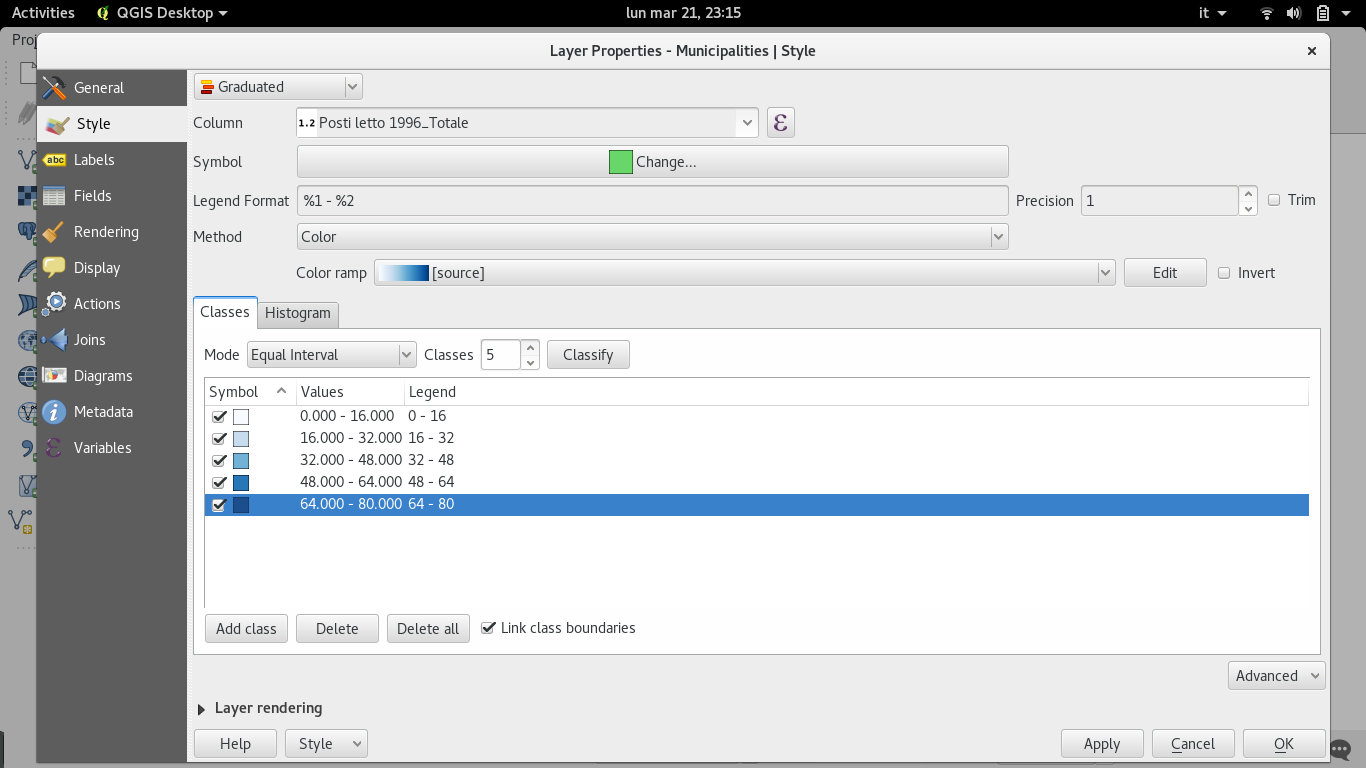 Activities QGIS Desktop lun mar 21, 23:15 it
Proj
Layer Properties - Municipalities | Style
General
Style
abc Labels
Fields
Rendering
Display
Actions
Joins
Diagrams
Metadata
Variables
Graduated
Column 1.2 Posti letto 1996_Totale ε
Symbol Change...
Legend Format %1 - %2 Precision 1 Trim
Method Color
Color ramp [source] Edit Invert
Classes Histogram
Mode Equal Interval Classes 5 Classify
Symbol Values Legend
0.000 - 16.000 0 - 16
16.000 - 32.000 16 - 32
32.000 - 48.000 32 - 48
48.000 - 64.000 48 - 64
64.000 - 80.000 64 - 80
Add class Delete Delete all Link class boundaries
Advanced
Layer rendering
Help Style Apply Cancel OK